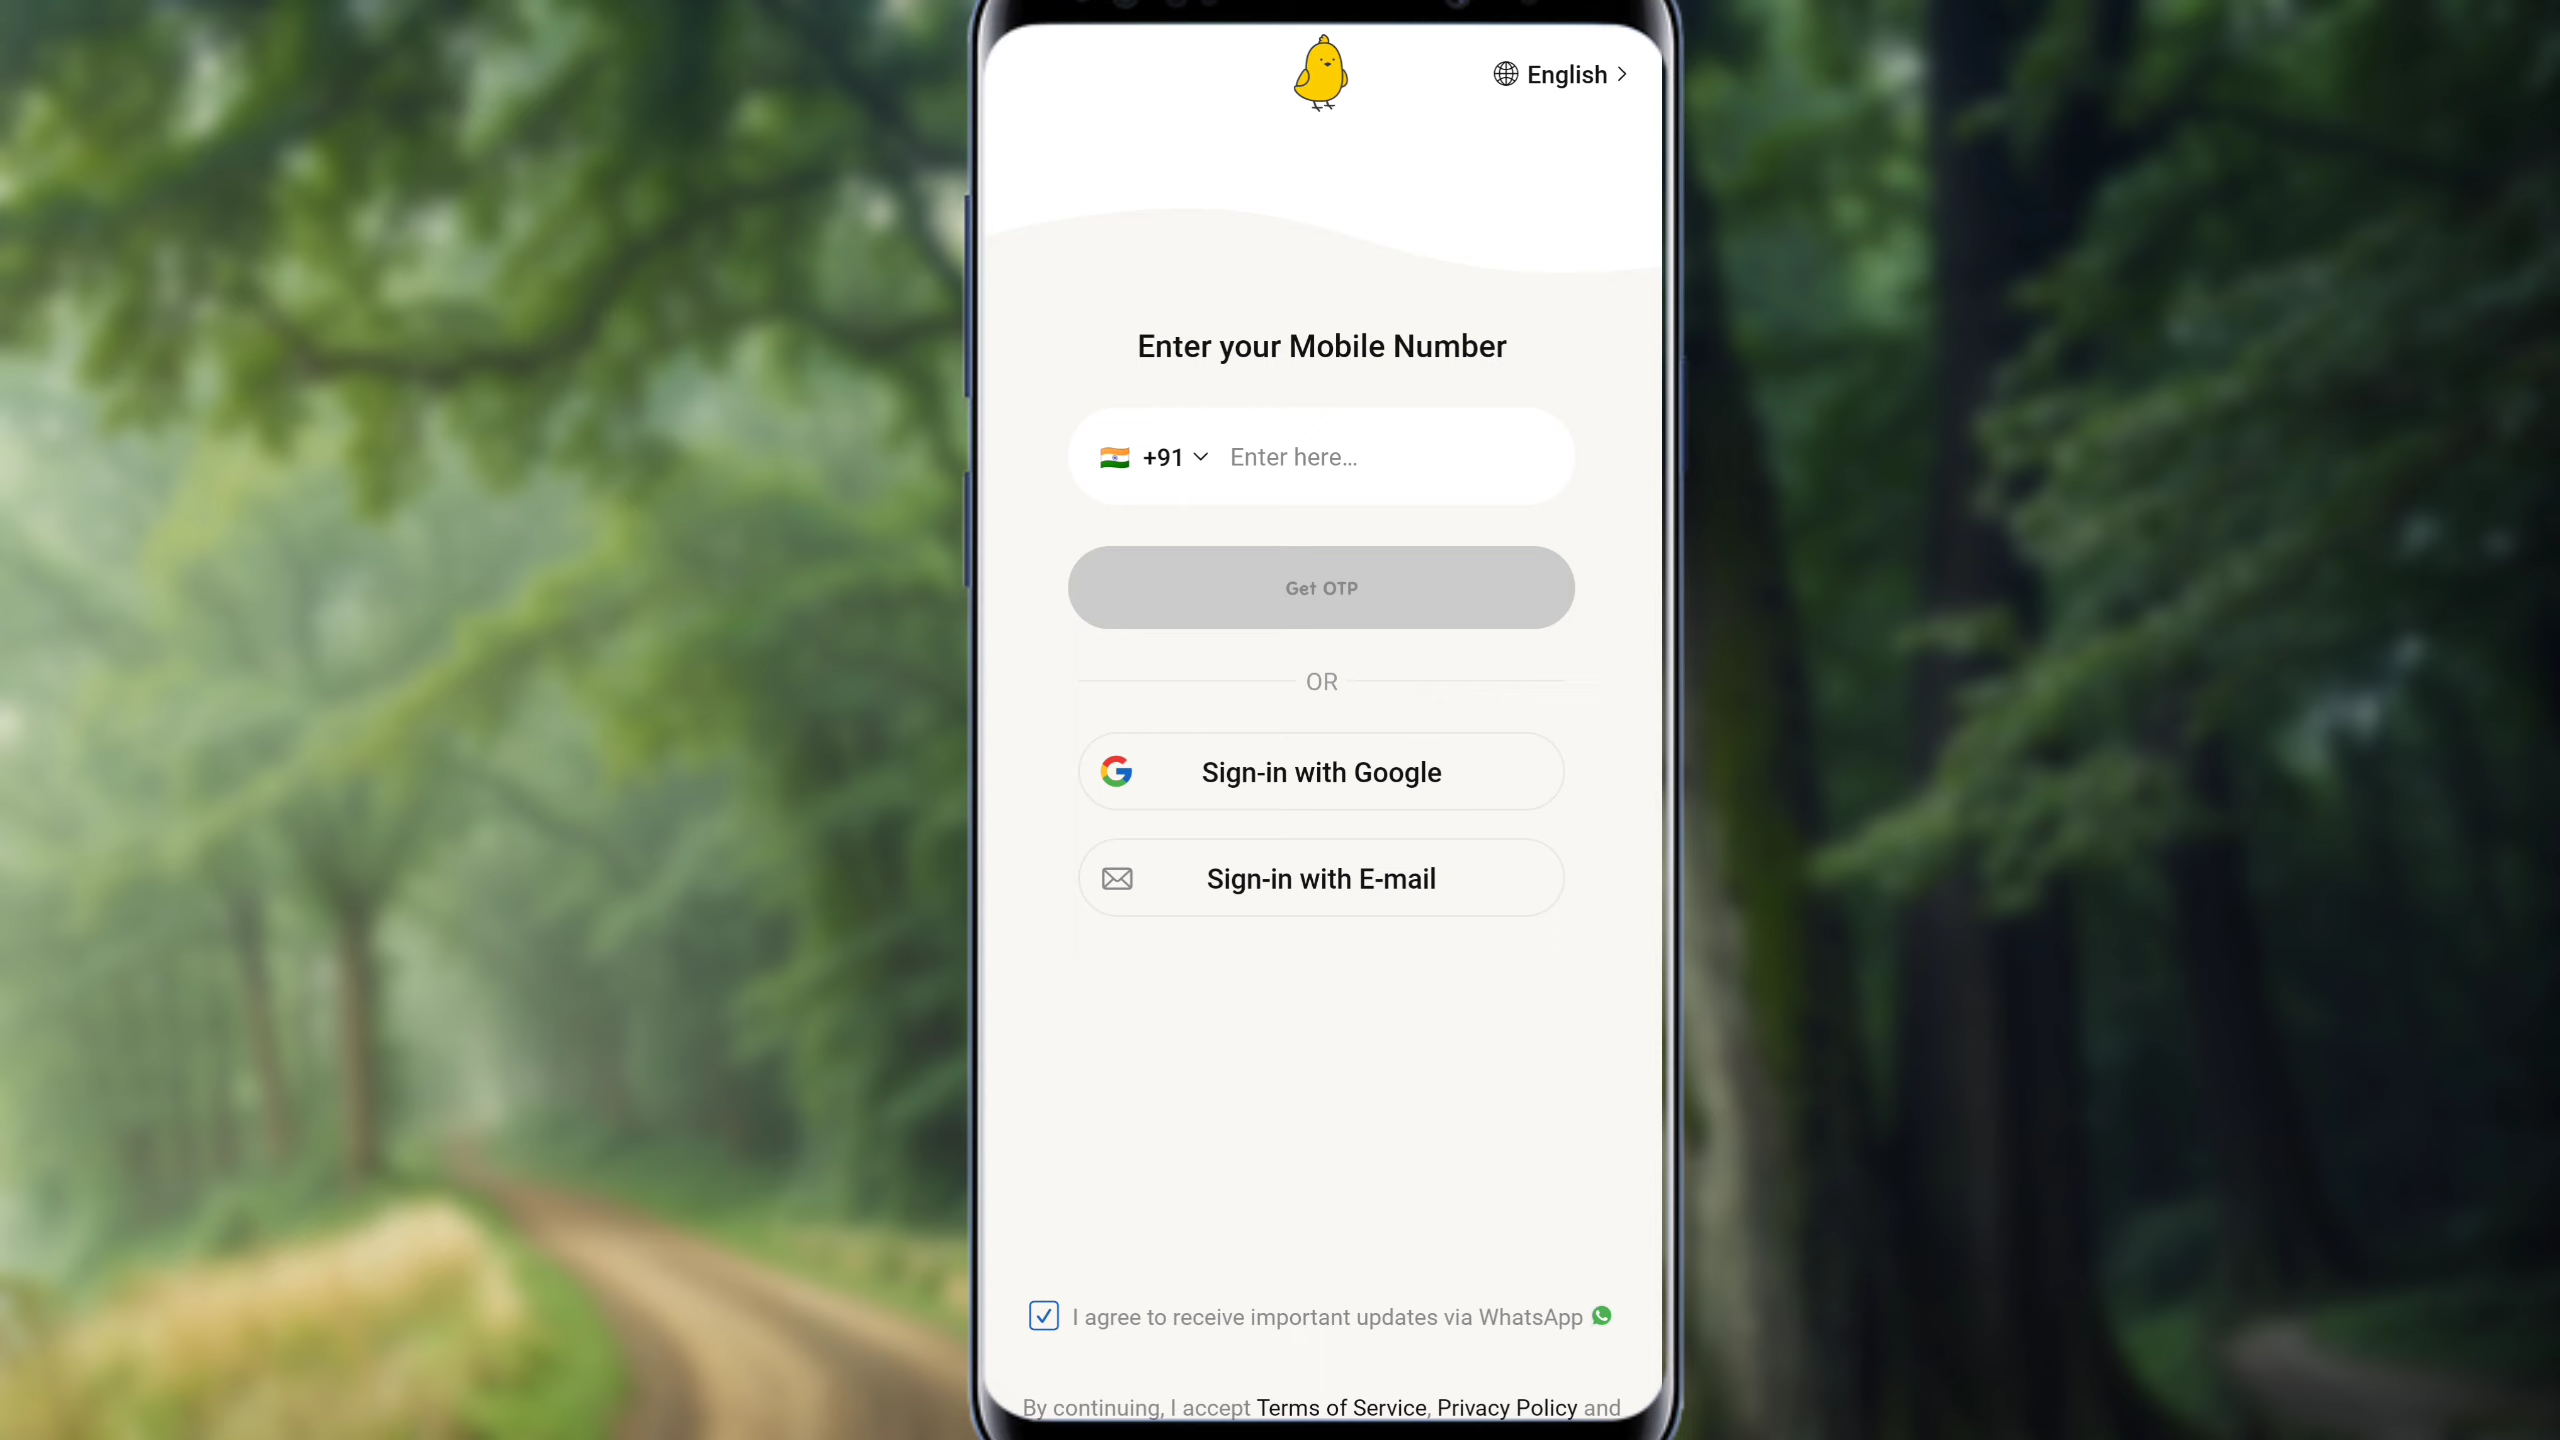 English
Enter your Mobile Number
+91 Enter here...
Get OTP
OR
Sign-in with Google
Sign-in with E-mail
I agree to receive important updates via WhatsApp
By continuing, I accept Terms of Service, Privacy Policy and